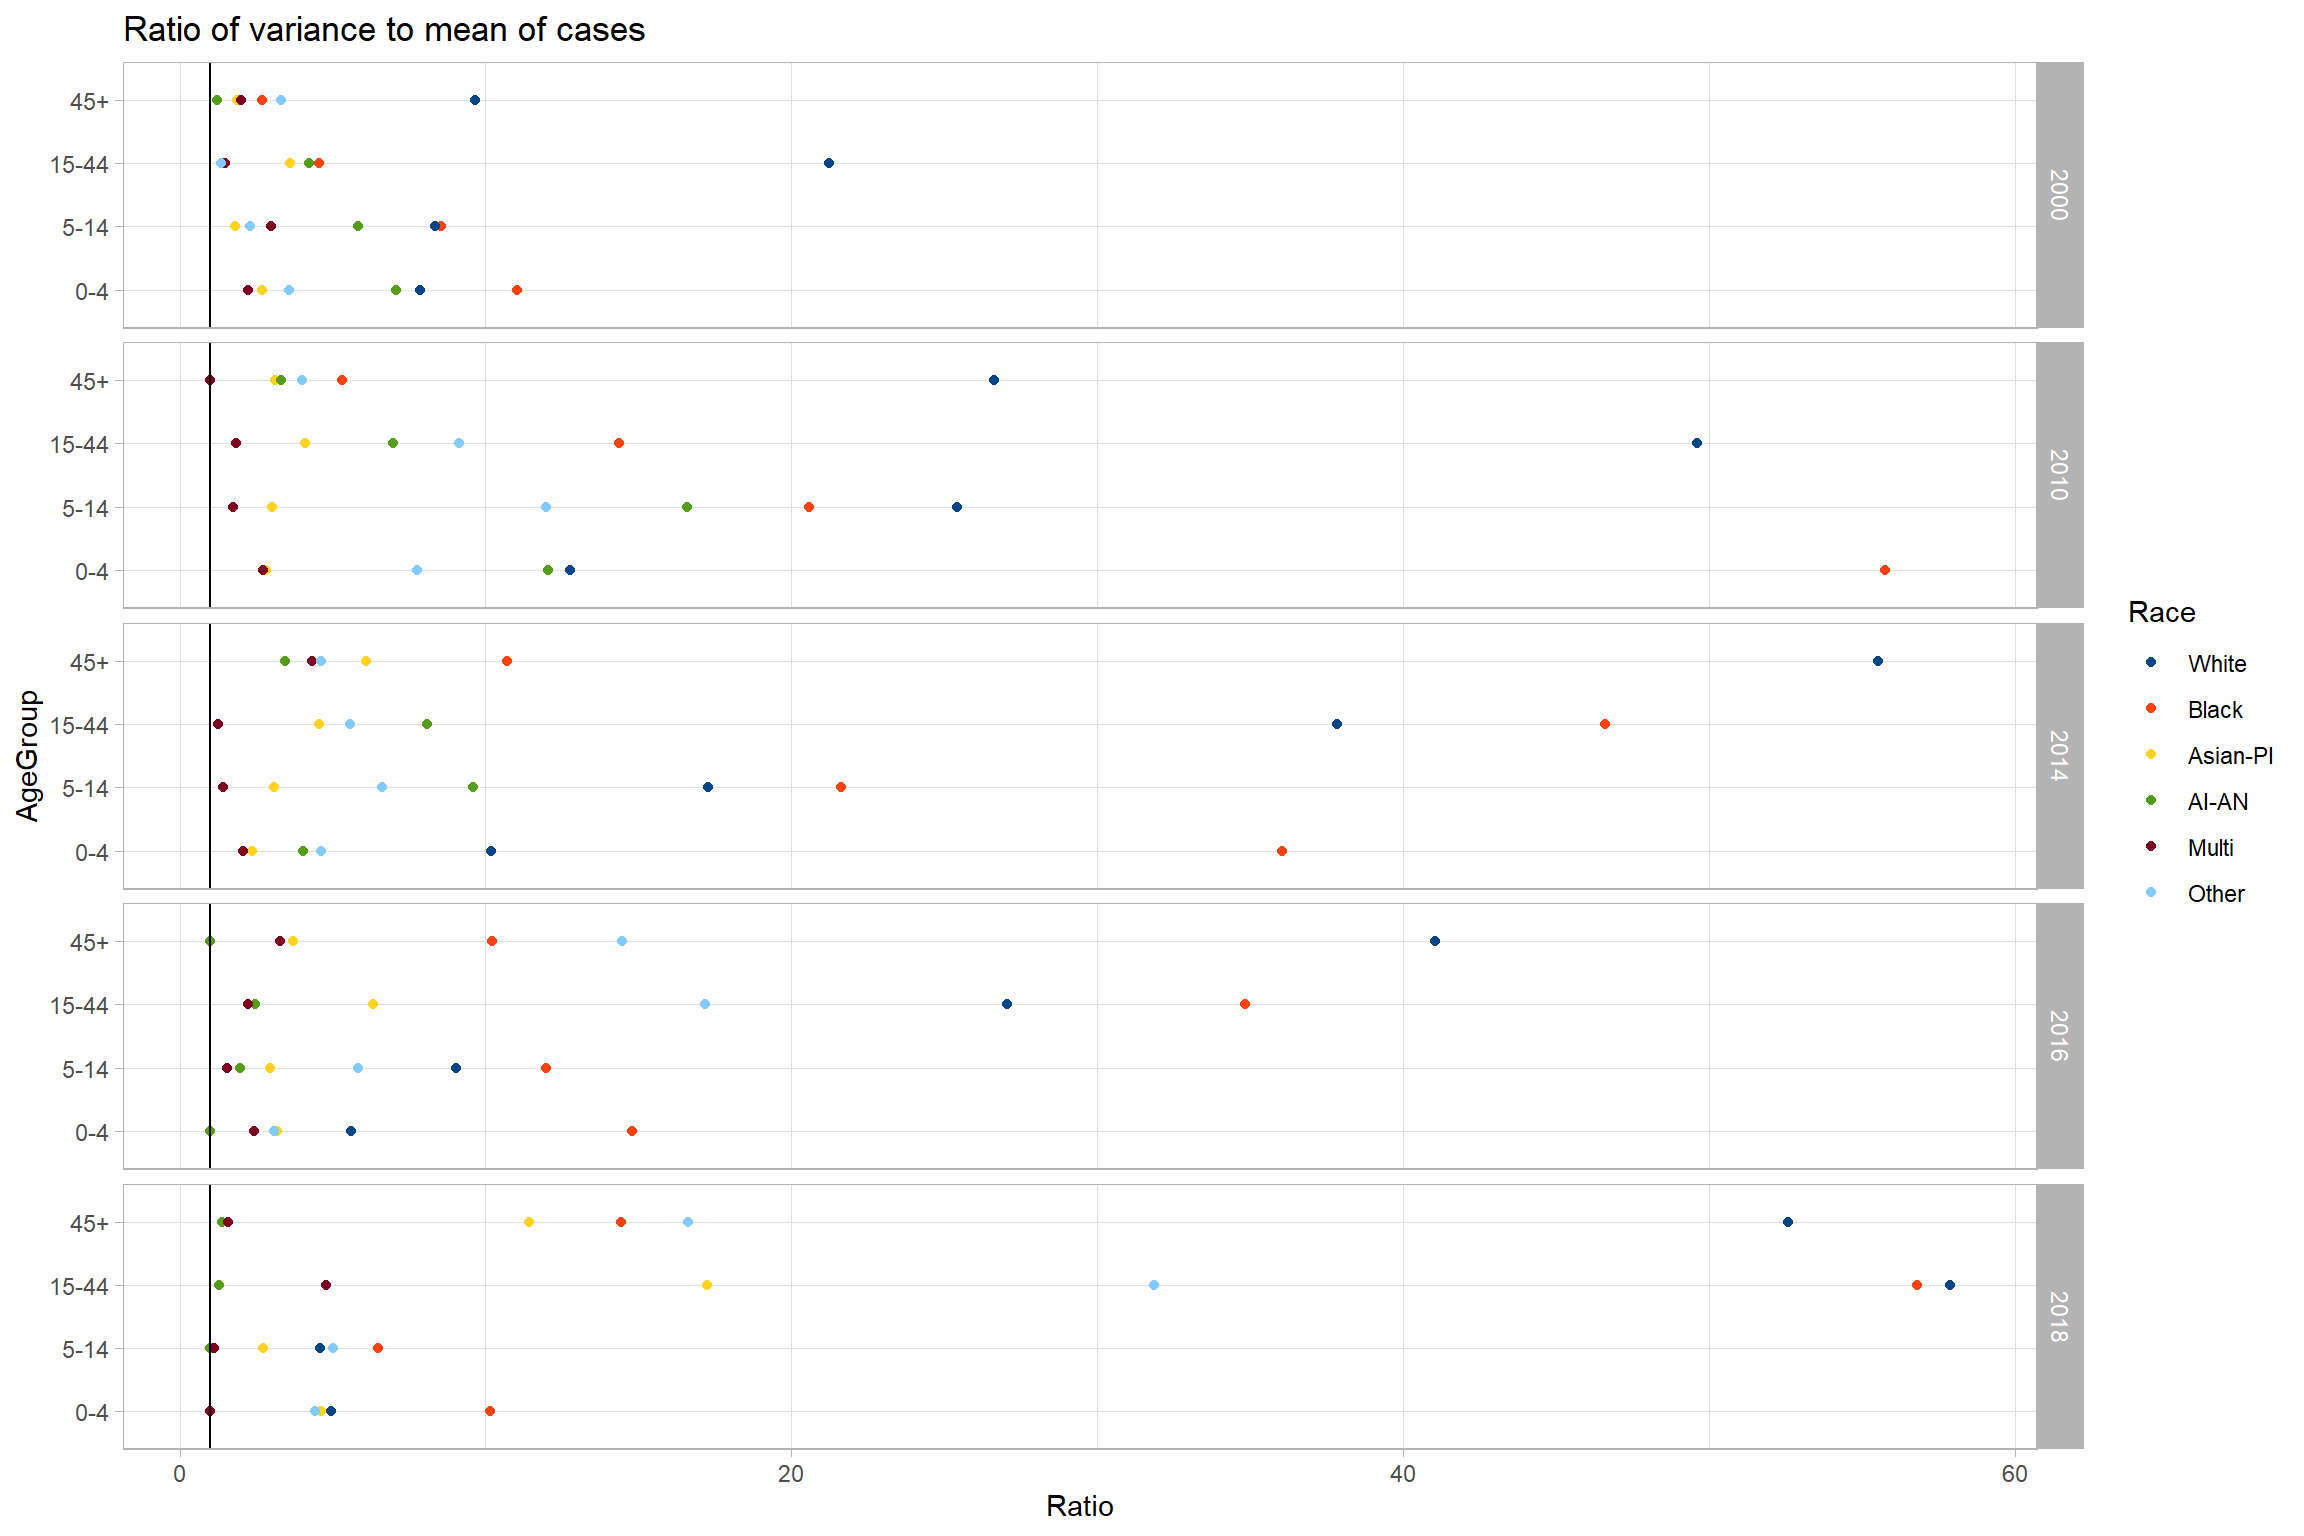 Ratio of variance to mean of cases
45+
15-44
5-14
0-4
2000
45+
15-44
5-14
0-4
2010
45+
15-44
5-14
0-4
2014
45+
15-44
5-14
0-4
2016
45+
15-44
5-14
0-4
2018
AgeGroup
0 20 40 60
Ratio
Race
White
Black
Asian-PI
AI-AN
Multi
Other